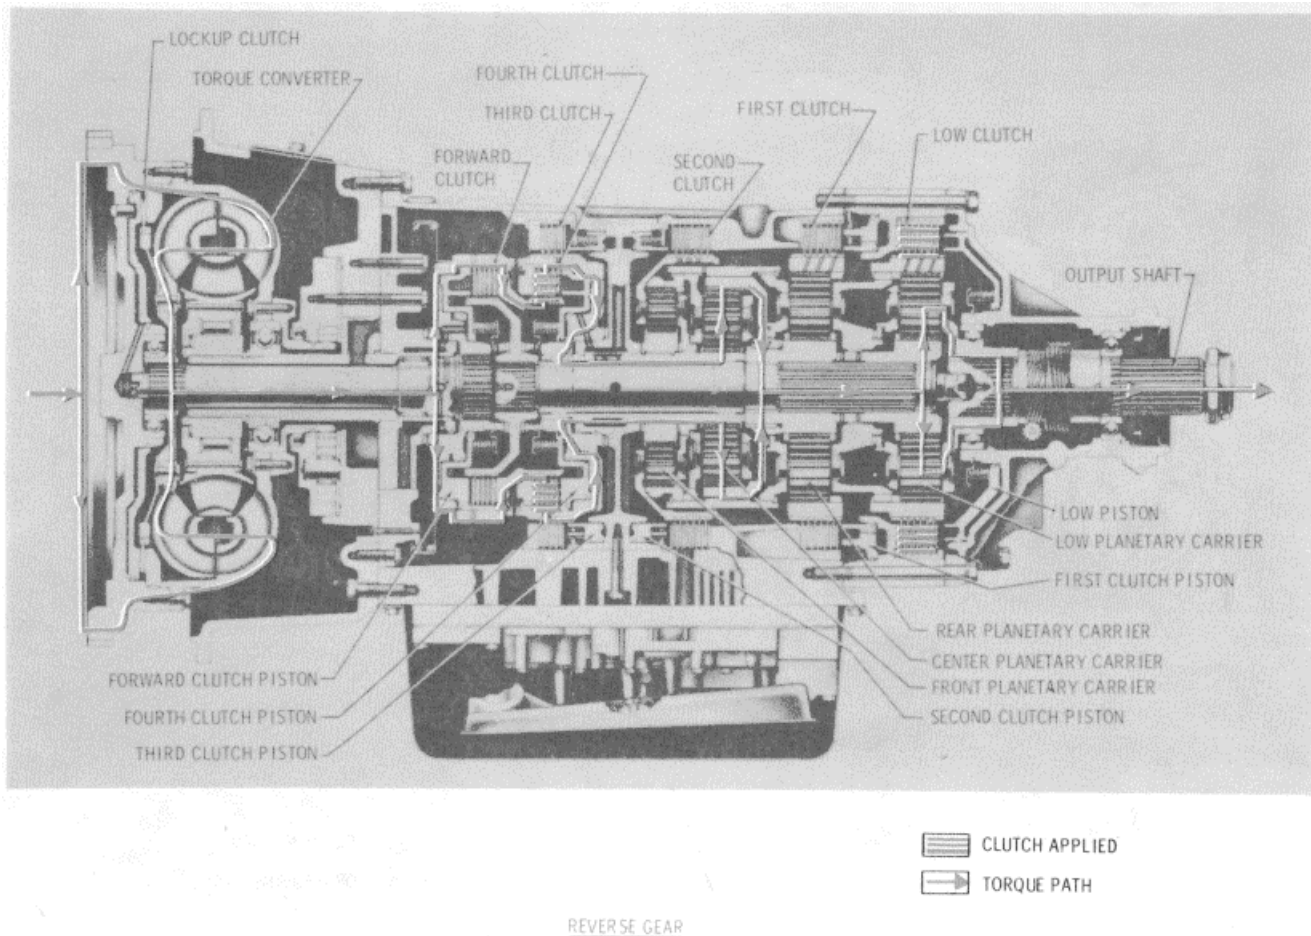 LOCKUP CLUTCH
TORQUE CONVERTER
FOURTH CLUTCH
THIRD CLUTCH
FORWARD
CLUTCH
SECOND
CLUTCH
FIRST CLUTCH
LOW CLUTCH
OUTPUT SHAFT
LOW PISTON
LOW PLANETARY CARRIER
FIRST CLUTCH PISTON
REAR PLANETARY CARRIER
CENTER PLANETARY CARRIER
FRONT PLANETARY CARRIER
SECOND CLUTCH PISTON
FORWARD CLUTCH PISTON
FOURTH CLUTCH PISTON
THIRD CLUTCH PISTON
CLUTCH APPLIED
TORQUE PATH
REVERSE GEAR